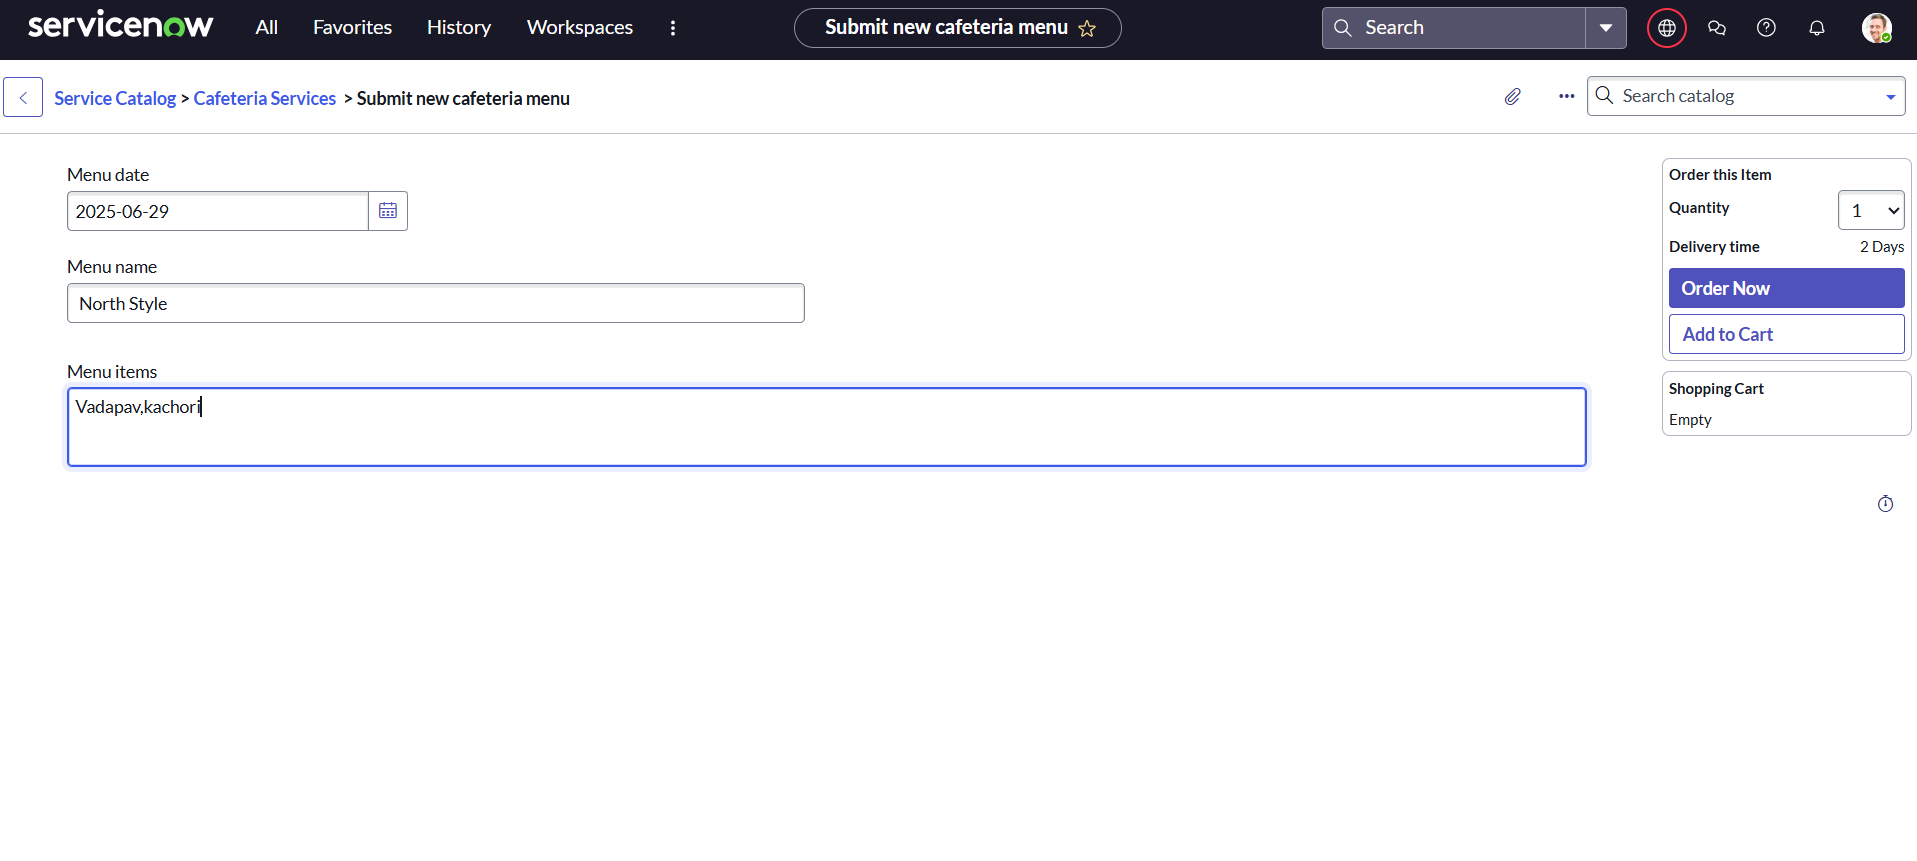 servicenow All Favorites History Workspaces Submit new cafeteria menu Search
Service Catalog > Cafeteria Services > Submit new cafeteria menu Search catalog
Menu date
2025-06-29
Menu name
North Style
Menu items
Vadapav,kachori
Order this Item
Quantity 1
Delivery time 2 Days
Order Now
Add to Cart
Shopping Cart
Empty